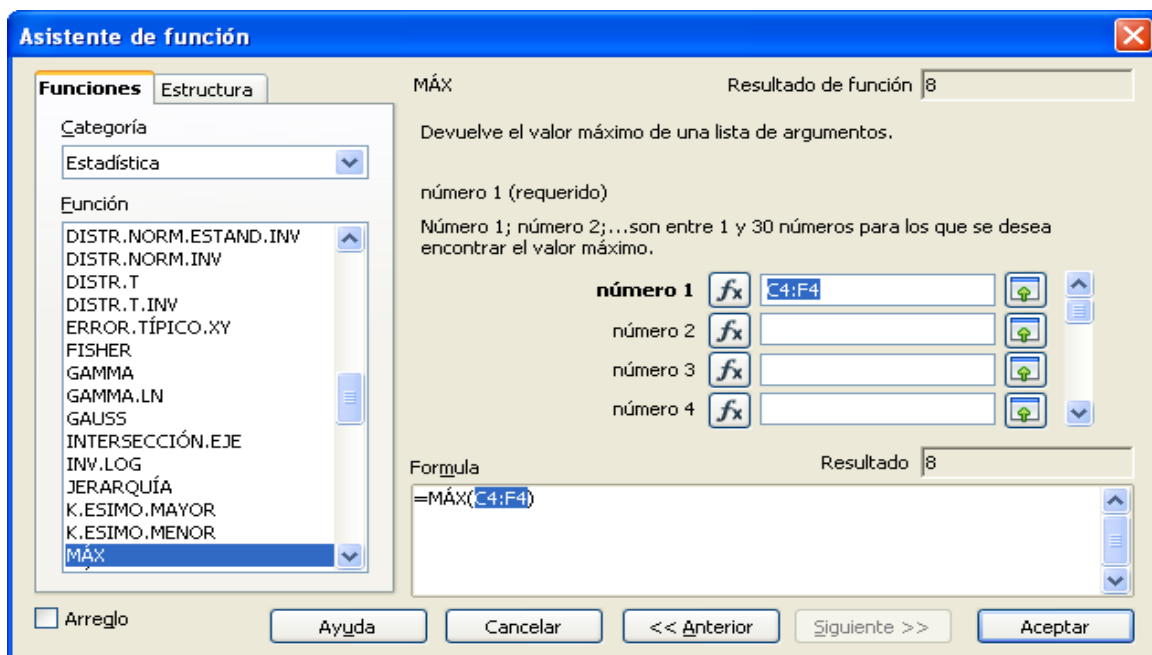 Asistente de función
Funciones
Estructura
Categoría
Estadística
Función
DISTR.NORM.ESTAND.INV
DISTR.NORM.INV
DISTR.T
DISTR.T.INV
ERROR.TÍPICO.XY
FISHER
GAMMA
GAMMA.LN
GAUSS
INTERSECCIÓN.EJE
INV.LOG
JERARQUÍA
K.ESIMO.MAYOR
K.ESIMO.MENOR
MÁX
Arreglo
MÁX
Resultado de función 8
Devuelve el valor máximo de una lista de argumentos.
número 1 (requerido)
Número 1; número 2;...son entre 1 y 30 números para los que se desea
encontrar el valor máximo.
número 1 fx C4:F4
número 2 fx
número 3 fx
número 4 fx
Formula
Resultado 8
=MÁX(C4:F4)
Ayuda
Cancelar
<< Anterior
Siguiente >>
Aceptar